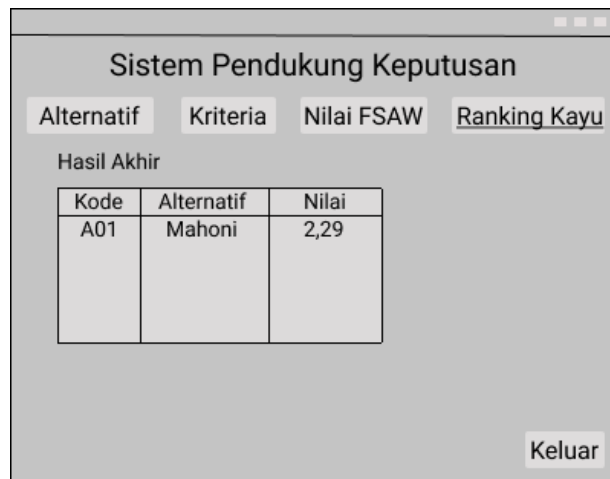 Sistem Pendukung Keputusan
Alternatif Kriteria Nilai FSAW Ranking Kayu
Hasil Akhir
Kode Alternatif Nilai
A01 Mahoni 2,29
Keluar